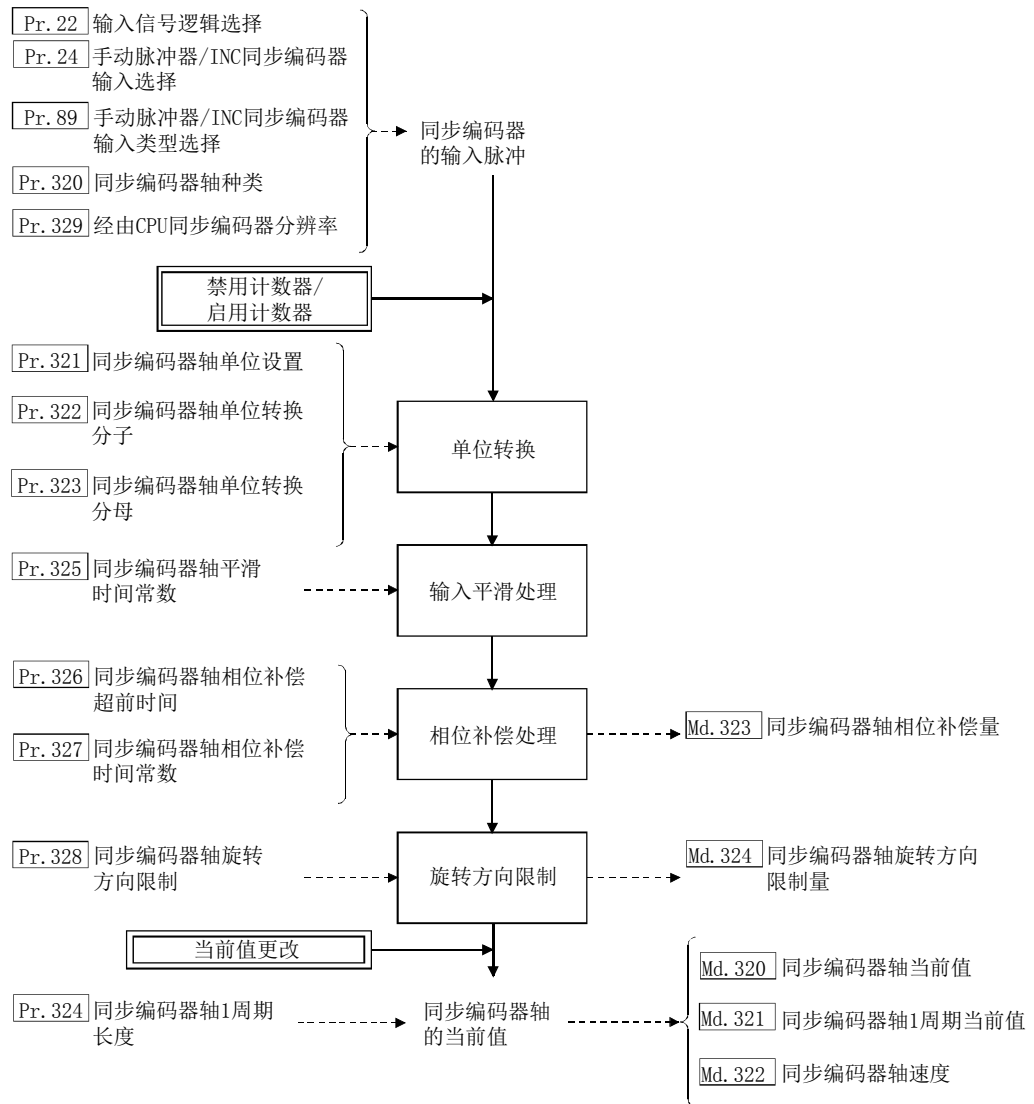 Pr.22 输入信号逻辑选择
Pr.24 手动脉冲器/INC同步编码器
输入选择
Pr.89 手动脉冲器/INC同步编码器
输入类型选择
Pr.320 同步编码器轴种类
Pr.329 经由CPU同步编码器分辨率
同步编码器
的输入脉冲
禁用计数器/
启用计数器
Pr.321 同步编码器轴单位设置
Pr.322 同步编码器轴单位转换
分子
Pr.323 同步编码器轴单位转换
分母
单位转换
Pr.325 同步编码器轴平滑
时间常数
输入平滑处理
Pr.326 同步编码器轴相位补偿
超前时间
Pr.327 同步编码器轴相位补偿
时间常数
相位补偿处理
Md.323 同步编码器轴相位补偿量
Pr.328 同步编码器轴旋转
方向限制
旋转方向限制
Md.324 同步编码器轴旋转方向
限制量
当前值更改
Pr.324 同步编码器轴1周期
长度
同步编码器轴
的当前值
Md.320 同步编码器轴当前值
Md.321 同步编码器轴1周期当前值
Md.322 同步编码器轴速度